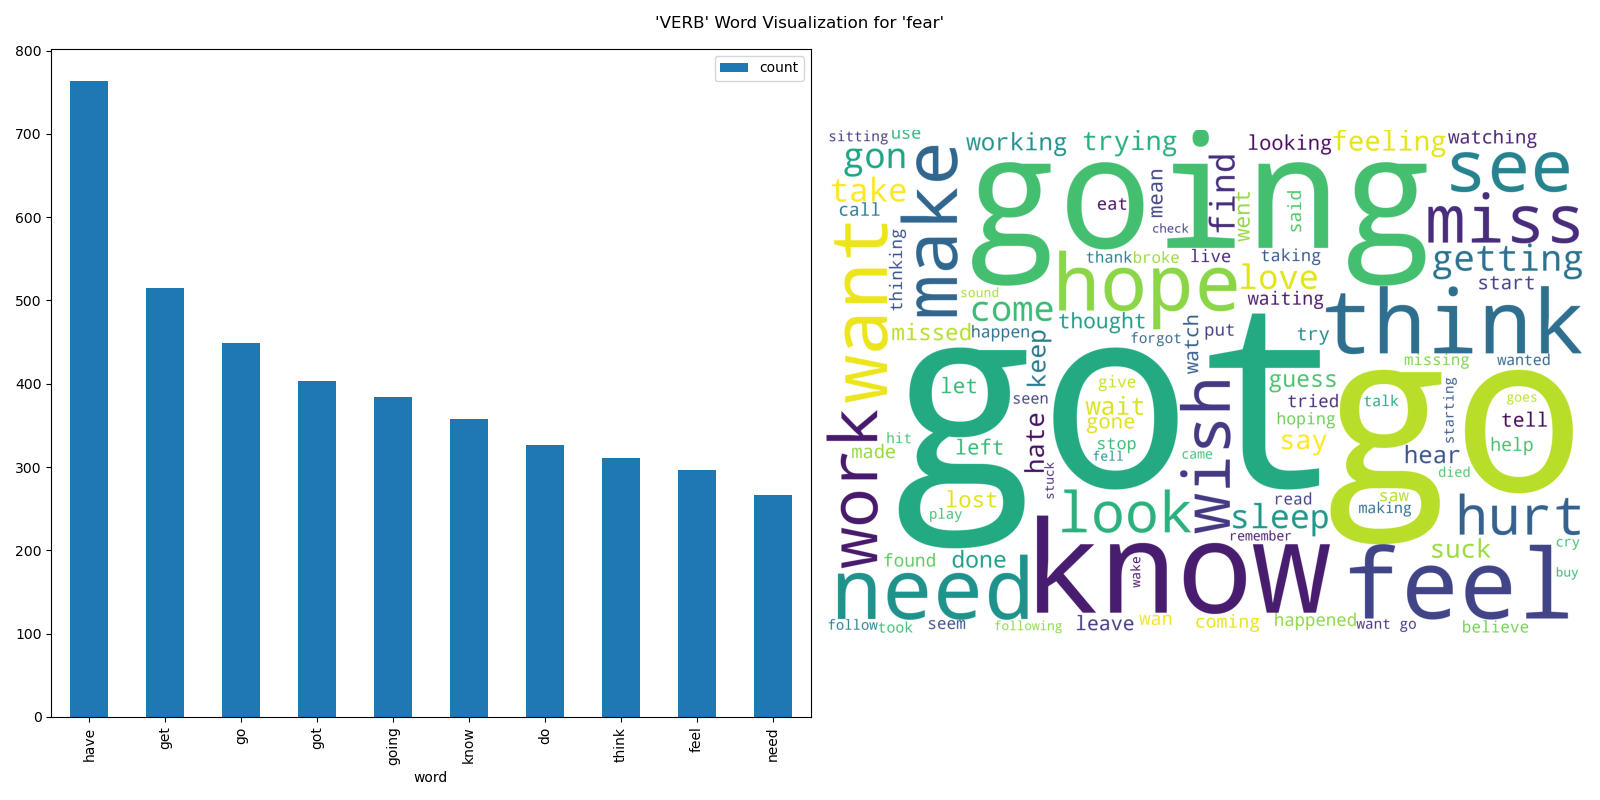 'VERB' Word Visualization for 'fear'
800
700
600
500
400
300
200
100
0
count
have
get
go
got
going
know
do
think
feel
need
word
sitting use
gon
working
trying
looking
feeling
watching
see
take
call
make
going
eat
mean
check
find
went
said
miss
want
thinking
thank
broke
live
taking
getting
hope
love
start
sound
come
waiting
think
missed
happen
thought
forgot
watch
put
try
missing
wanted
got
keep
let
give
seen
wait
gone
guess
tried
hoping
go
talk
starting
goes
tell
work
hit
made
left
hate
stop
fell
came
wish
say
hear
help
died
stuck
lost
play
look
read
sleep
remember
saw
making
hurt
found
done
know
wake
suck
cry
need
feel
buy
follow
took
seem
following
leave
wan
coming
happened
want go
believe